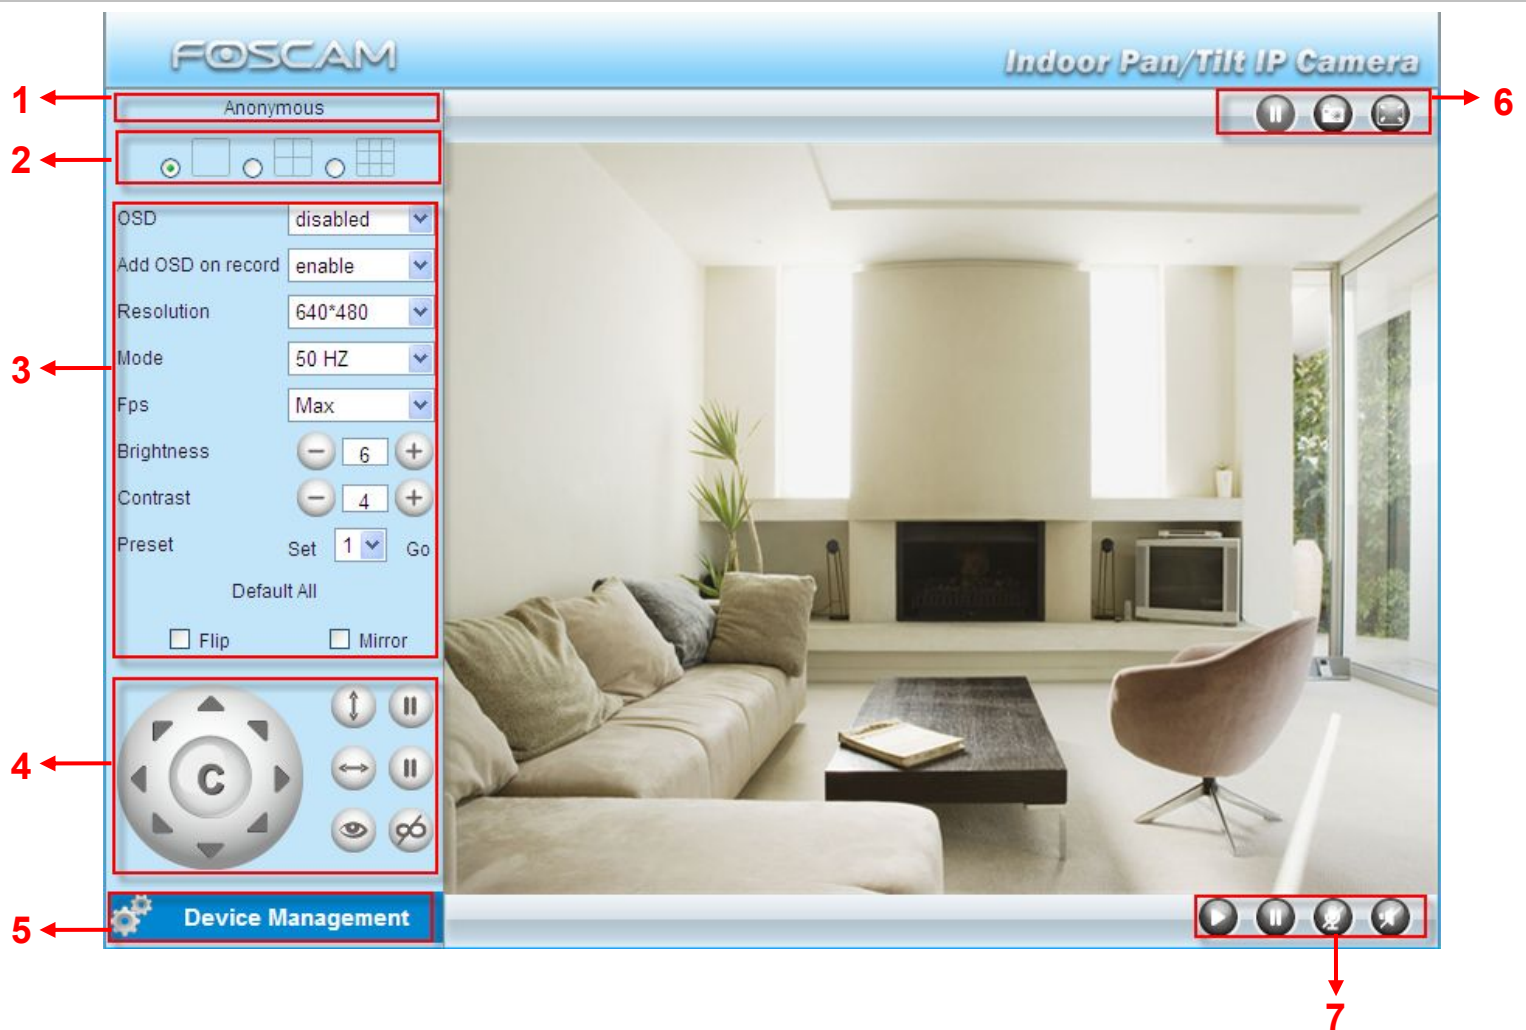 FOSCAM
Indoor Pan/Tilt IP Camera
1
Anonymous
6
2
OSD disabled
Add OSD on record enable
Resolution 640*480
3
Mode 50 HZ
Fps Max
Brightness 6
Contrast 4
Preset Set 1 Go
Default All
Flip Mirror
4
C
5
Device Management
7